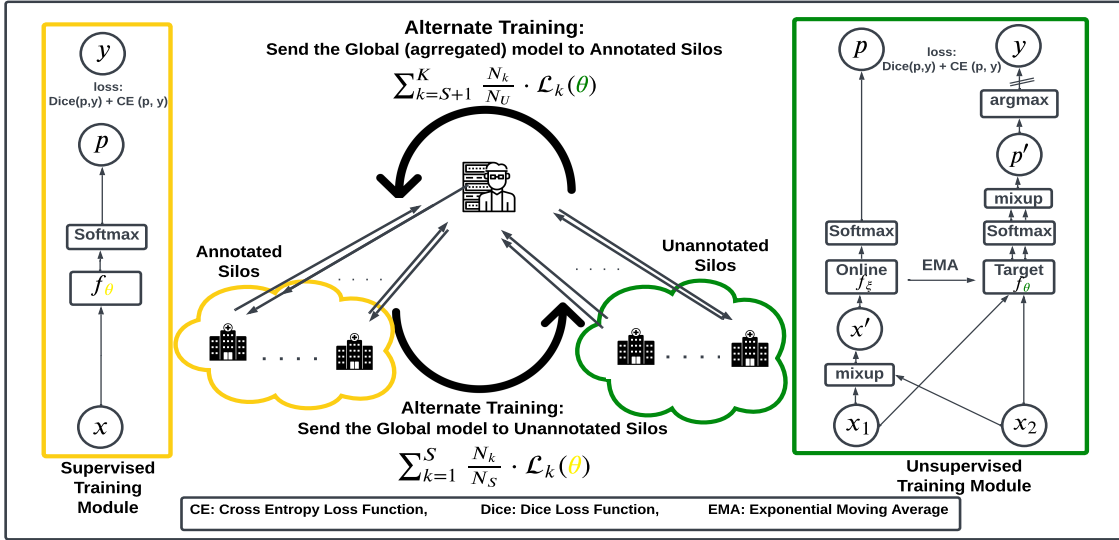 Alternate Training:
Send the Global (agrregated) model to Annotated Silos
∑_{k=S+1}^{K} N_k/N_U · ℒ_k(θ)
y
loss:
Dice(p,y) + CE (p, y)
p
Softmax
f_θ
x
Supervised
Training
Module
Annotated
Silos
. . . .
. . . .
Unannotated
Silos
. . . .
. . . .
Alternate Training:
Send the Global model to Unannotated Silos
∑_{k=1}^{S} N_k/N_S · ℒ_k(θ)
p
loss:
Dice(p,y) + CE (p, y)
y
argmax
p′
mixup
Softmax
Softmax
Online
f_ξ
EMA
Target
f_θ
x′
mixup
x₁
x₂
Unsupervised
Training Module
CE: Cross Entropy Loss Function, Dice: Dice Loss Function, EMA: Exponential Moving Average